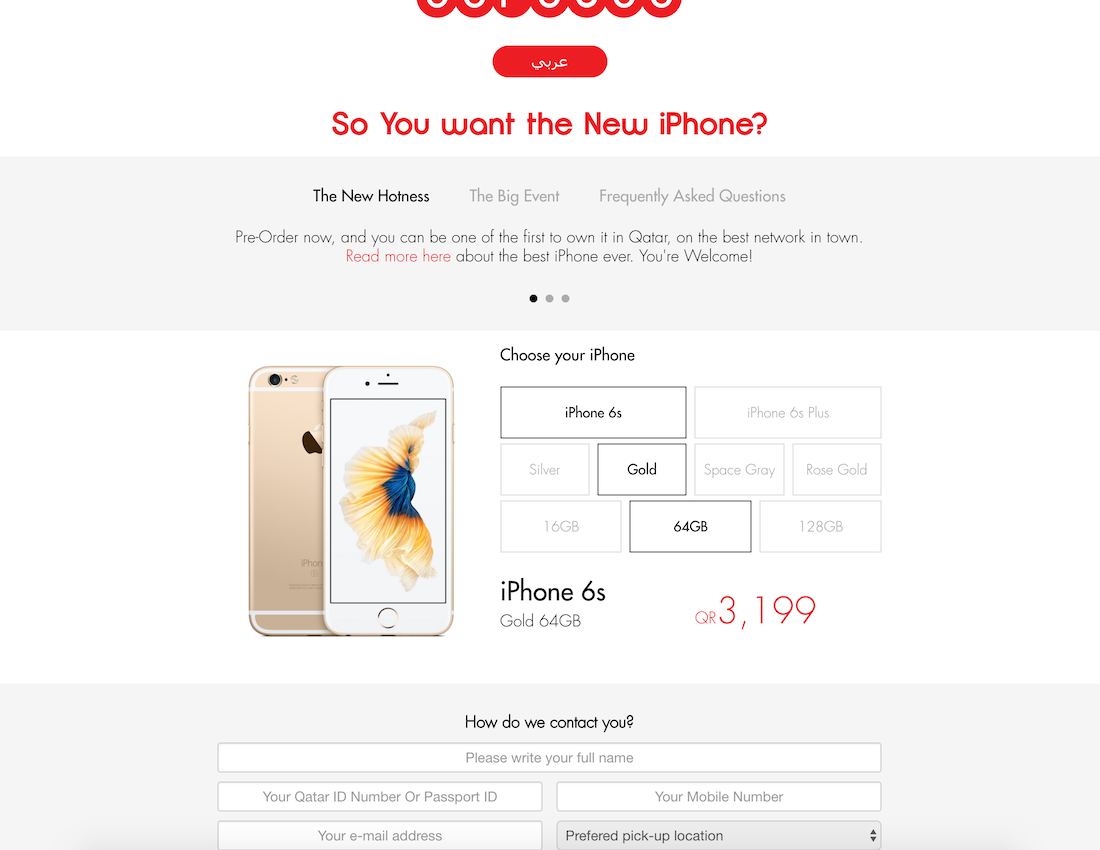 عربي
So You want the New iPhone?
The New Hotness
The Big Event
Frequently Asked Questions
Pre-Order now, and you can be one of the first to own it in Qatar, on the best network in town.
Read more here about the best iPhone ever. You're Welcome!
Choose your iPhone
iPhone 6s
iPhone 6s Plus
Silver
Gold
Space Gray
Rose Gold
16GB
64GB
128GB
iPhone 6s
Gold 64GB
QR3,199
How do we contact you?
Please write your full name
Your Qatar ID Number Or Passport ID
Your Mobile Number
Your e-mail address
Prefered pick-up location